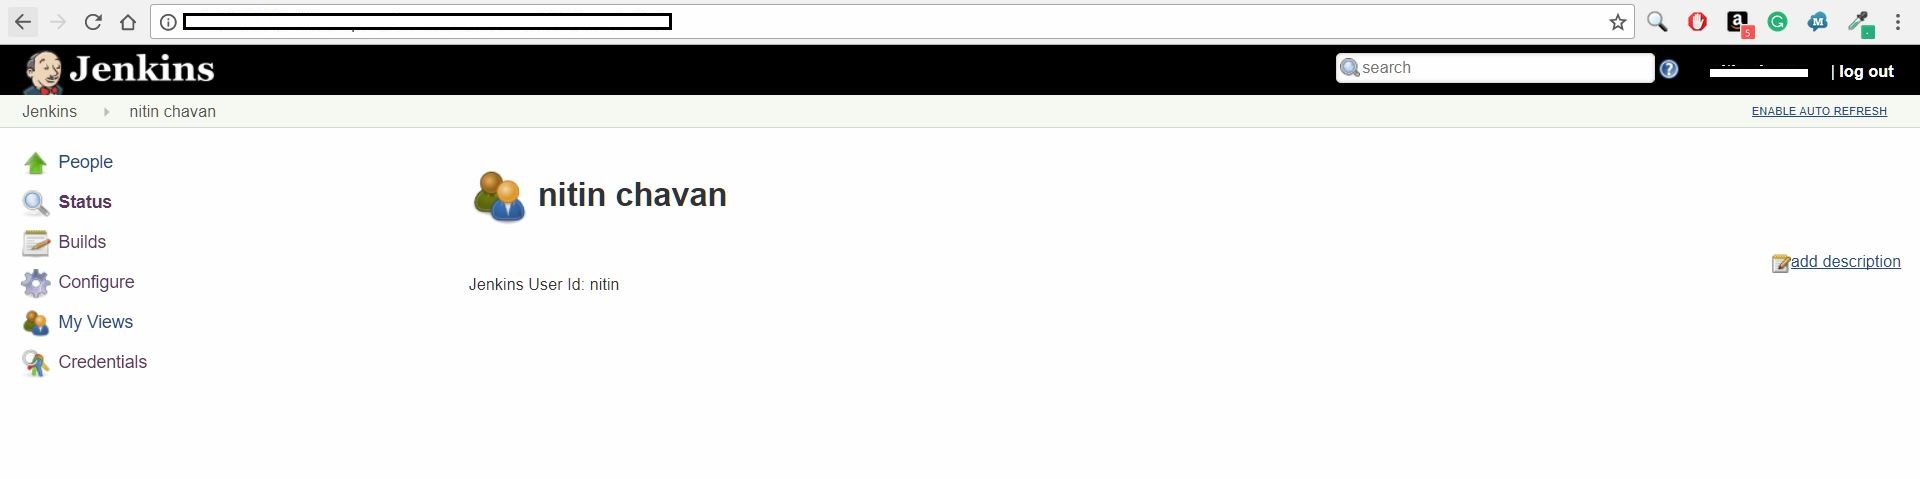 5
M
Jenkins
search
| log out
Jenkins
nitin chavan
ENABLE AUTO REFRESH
People
Status
Builds
Configure
My Views
Credentials
nitin chavan
add description
Jenkins User Id: nitin